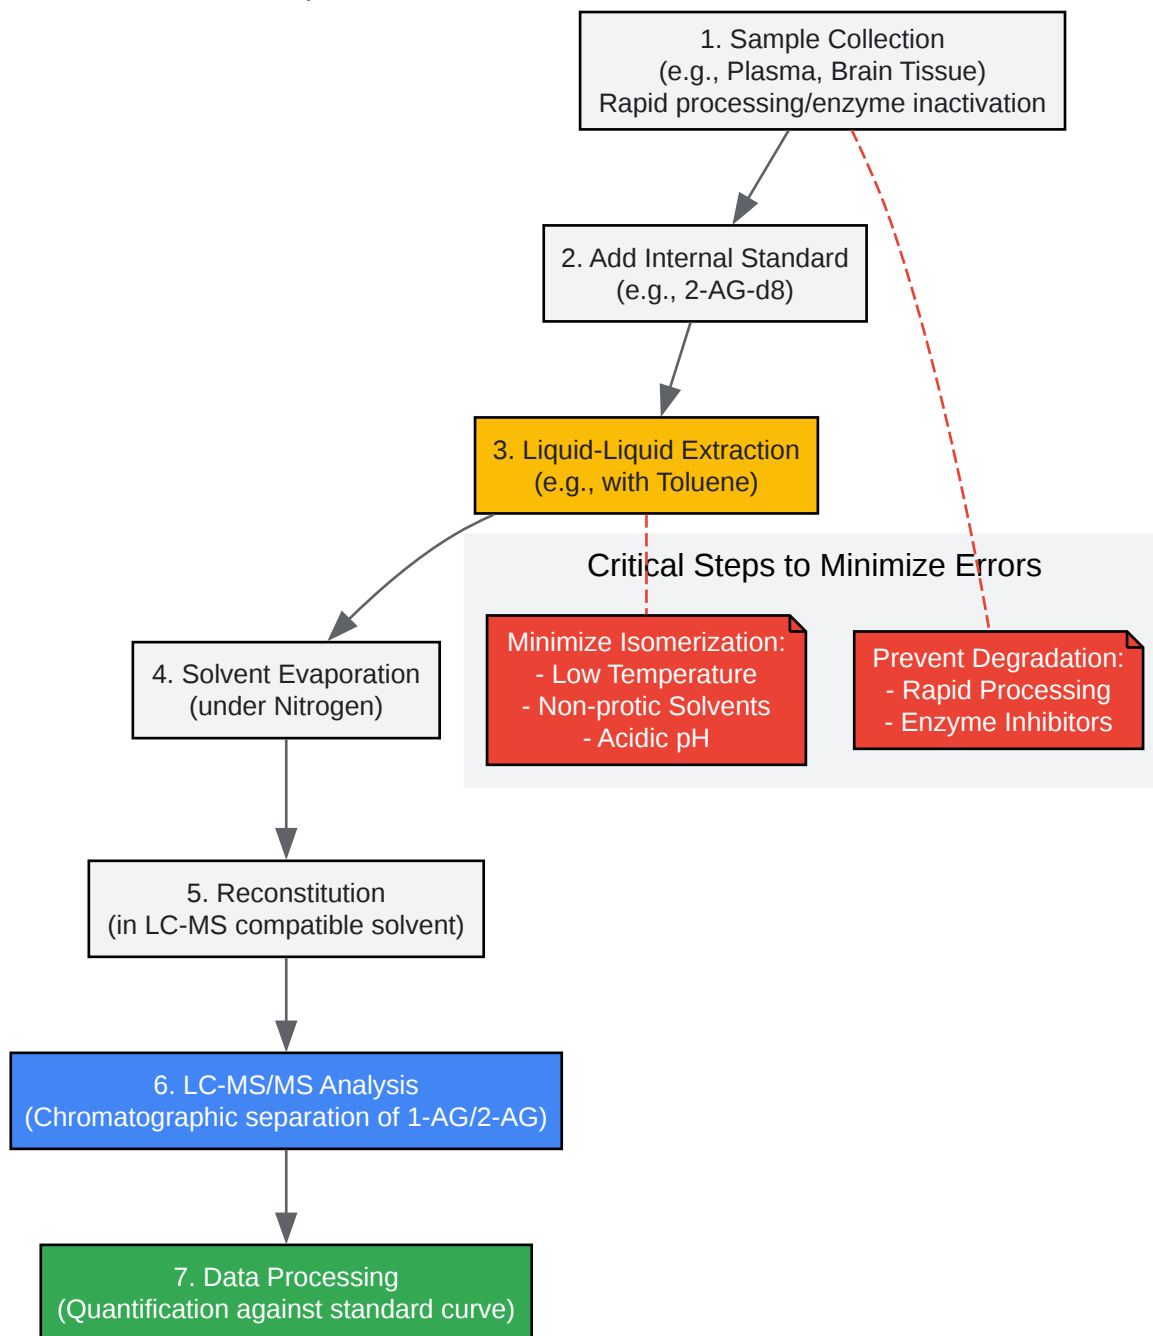 1. Sample Collection
(e.g., Plasma, Brain Tissue)
Rapid processing/enzyme inactivation
2. Add Internal Standard
(e.g., 2-AG-d8)
3. Liquid-Liquid Extraction
(e.g., with Toluene)
Critical Steps to Minimize Errors
Minimize Isomerization:
- Low Temperature
- Non-protic Solvents
- Acidic pH
Prevent Degradation:
- Rapid Processing
- Enzyme Inhibitors
4. Solvent Evaporation
(under Nitrogen)
5. Reconstitution
(in LC-MS compatible solvent)
6. LC-MS/MS Analysis
(Chromatographic separation of 1-AG/2-AG)
7. Data Processing
(Quantification against standard curve)